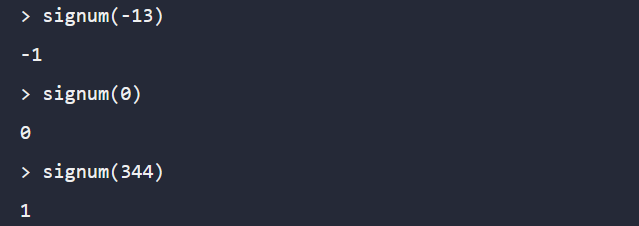 > signum(-13)
-1
> signum(0)
0
> signum(344)
1